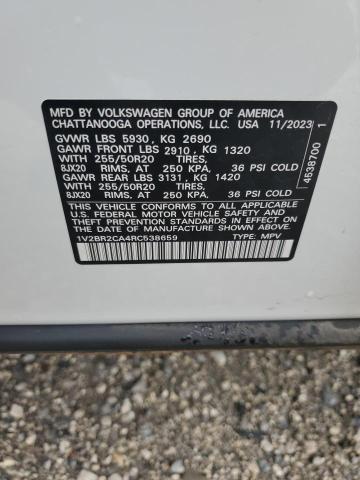 MFD BY VOLKSWAGEN GROUP OF AMERICA
CHATTANOOGA OPERATIONS, LLC. USA 11/2023
GVWR LBS 5930, KG 2690
GAWR FRONT LBS 2910, KG 1320
WITH 255/50R20 TIRES,
8JX20 RIMS, AT 250 KPA, 36 PSI COLD
GAWR REAR LBS 3131, KG 1420
WITH 255/50R20 TIRES,
8JX20 RIMS, AT 250 KPA, 36 PSI COLD
THIS VEHICLE CONFORMS TO ALL APPLICABLE
U.S. FEDERAL MOTOR VEHICLE SAFETY AND
THEFT STANDARDS IN EFFECT ON THE DATE
OF MANUFACTURE SHOWN ABOVE.
1V2BR2CA4RC538659 TYPE: MPV
4538700 1